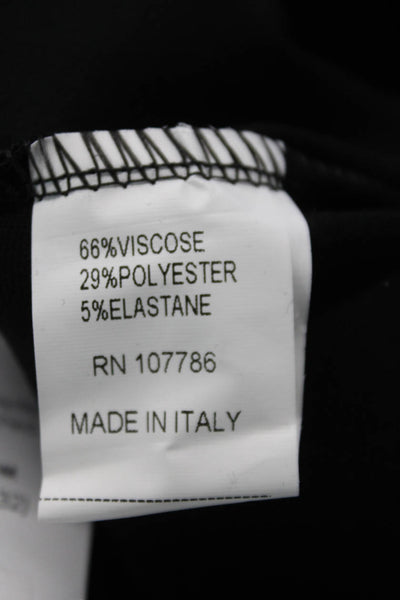 66%VISCOSE
29%POLYESTER
5%ELASTANE
RN 107786
MADE IN ITALY